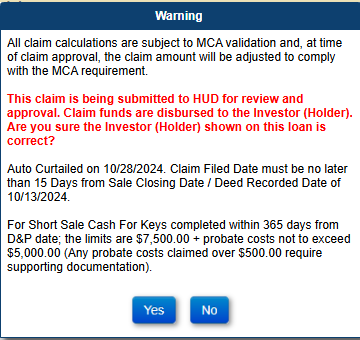 Warning
All claim calculations are subject to MCA validation and, at time
of claim approval, the claim amount will be adjusted to comply
with the MCA requirement.
This claim is being submitted to HUD for review and
approval. Claim funds are disbursed to the Investor (Holder).
Are you sure the Investor (Holder) shown on this loan is
correct?
Auto Curtailed on 10/28/2024. Claim Filed Date must be no later
than 15 Days from Sale Closing Date / Deed Recorded Date of
10/13/2024.
For Short Sale Cash For Keys completed within 365 days from
D&P date; the limits are $7,500.00 + probate costs not to exceed
$5,000.00 (Any probate costs claimed over $500.00 require
supporting documentation).
Yes No